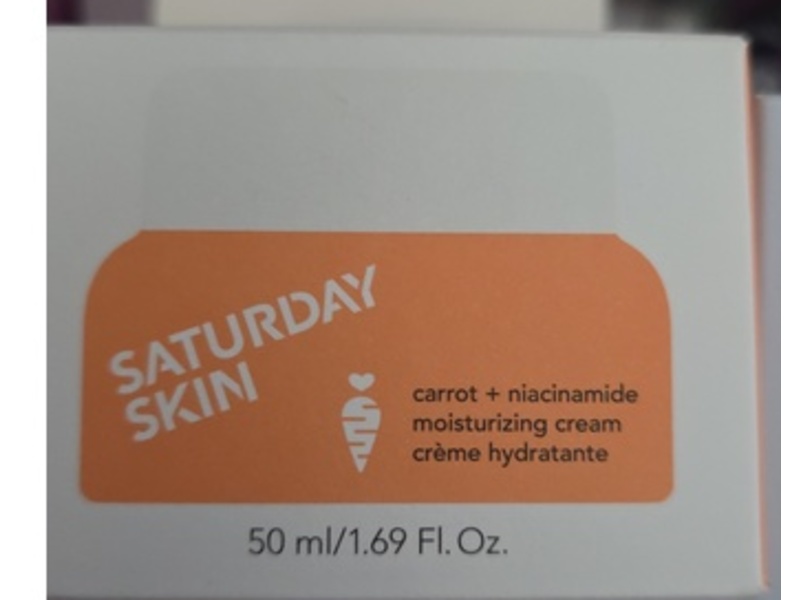 SATURDAY
SKIN
carrot + niacinamide
moisturizing cream
crème hydratante
50 ml/1.69 Fl. Oz.